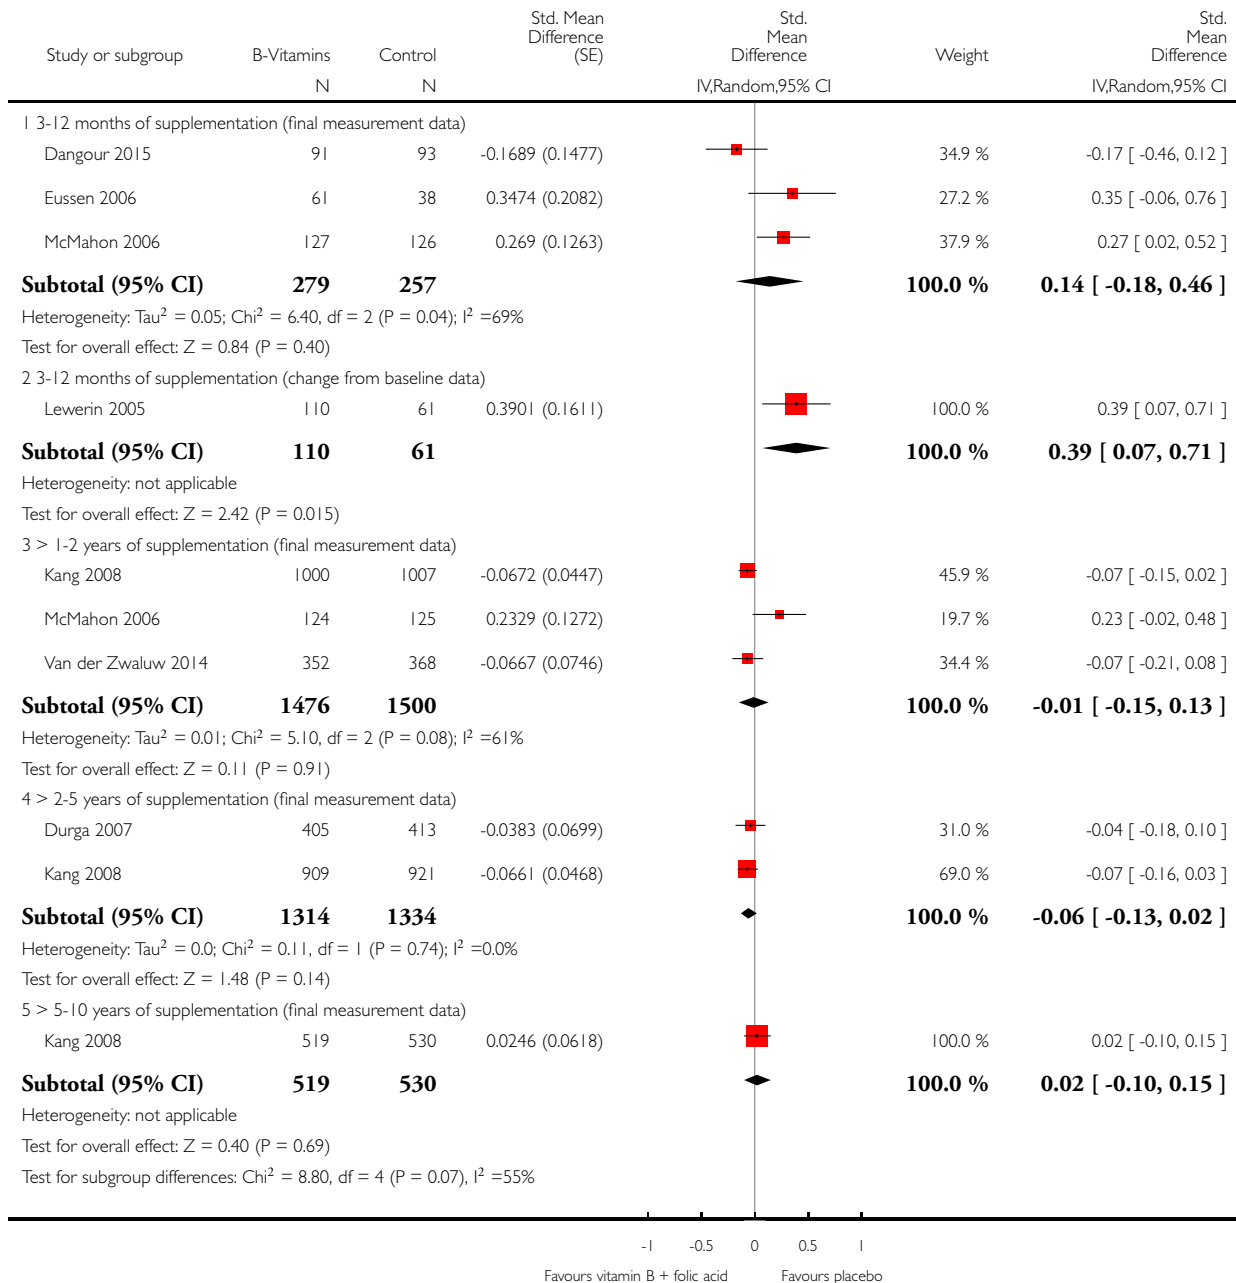 Study or subgroup B-Vitamins Control Std. Mean Difference (SE) Std. Mean Difference Weight Std. Mean Difference
N N IV,Random,95% CI IV,Random,95% CI
1 3-12 months of supplementation (final measurement data)
Dangour 2015 91 93 -0.1689 (0.1477) 34.9 % -0.17 [ -0.46, 0.12 ]
Eussen 2006 61 38 0.3474 (0.2082) 27.2 % 0.35 [ -0.06, 0.76 ]
McMahon 2006 127 126 0.269 (0.1263) 37.9 % 0.27 [ 0.02, 0.52 ]
Subtotal (95% CI) 279 257 100.0 % 0.14 [ -0.18, 0.46 ]
Heterogeneity: Tau² = 0.05; Chi² = 6.40, df = 2 (P = 0.04); I² =69%
Test for overall effect: Z = 0.84 (P = 0.40)
2 3-12 months of supplementation (change from baseline data)
Lewerin 2005 110 61 0.3901 (0.1611) 100.0 % 0.39 [ 0.07, 0.71 ]
Subtotal (95% CI) 110 61 100.0 % 0.39 [ 0.07, 0.71 ]
Heterogeneity: not applicable
Test for overall effect: Z = 2.42 (P = 0.015)
3 > 1-2 years of supplementation (final measurement data)
Kang 2008 1000 1007 -0.0672 (0.0447) 45.9 % -0.07 [ -0.15, 0.02 ]
McMahon 2006 124 125 0.2329 (0.1272) 19.7 % 0.23 [ -0.02, 0.48 ]
Van der Zwaluw 2014 352 368 -0.0667 (0.0746) 34.4 % -0.07 [ -0.21, 0.08 ]
Subtotal (95% CI) 1476 1500 100.0 % -0.01 [ -0.15, 0.13 ]
Heterogeneity: Tau² = 0.01; Chi² = 5.10, df = 2 (P = 0.08); I² =61%
Test for overall effect: Z = 0.11 (P = 0.91)
4 > 2-5 years of supplementation (final measurement data)
Durga 2007 405 413 -0.0383 (0.0699) 31.0 % -0.04 [ -0.18, 0.10 ]
Kang 2008 909 921 -0.0661 (0.0468) 69.0 % -0.07 [ -0.16, 0.03 ]
Subtotal (95% CI) 1314 1334 100.0 % -0.06 [ -0.13, 0.02 ]
Heterogeneity: Tau² = 0.0; Chi² = 0.11, df = 1 (P = 0.74); I² =0.0%
Test for overall effect: Z = 1.48 (P = 0.14)
5 > 5-10 years of supplementation (final measurement data)
Kang 2008 519 530 0.0246 (0.0618) 100.0 % 0.02 [ -0.10, 0.15 ]
Subtotal (95% CI) 519 530 100.0 % 0.02 [ -0.10, 0.15 ]
Heterogeneity: not applicable
Test for overall effect: Z = 0.40 (P = 0.69)
Test for subgroup differences: Chi² = 8.80, df = 4 (P = 0.07), I² =55%
-1 -0.5 0 0.5 1
Favours vitamin B + folic acid Favours placebo